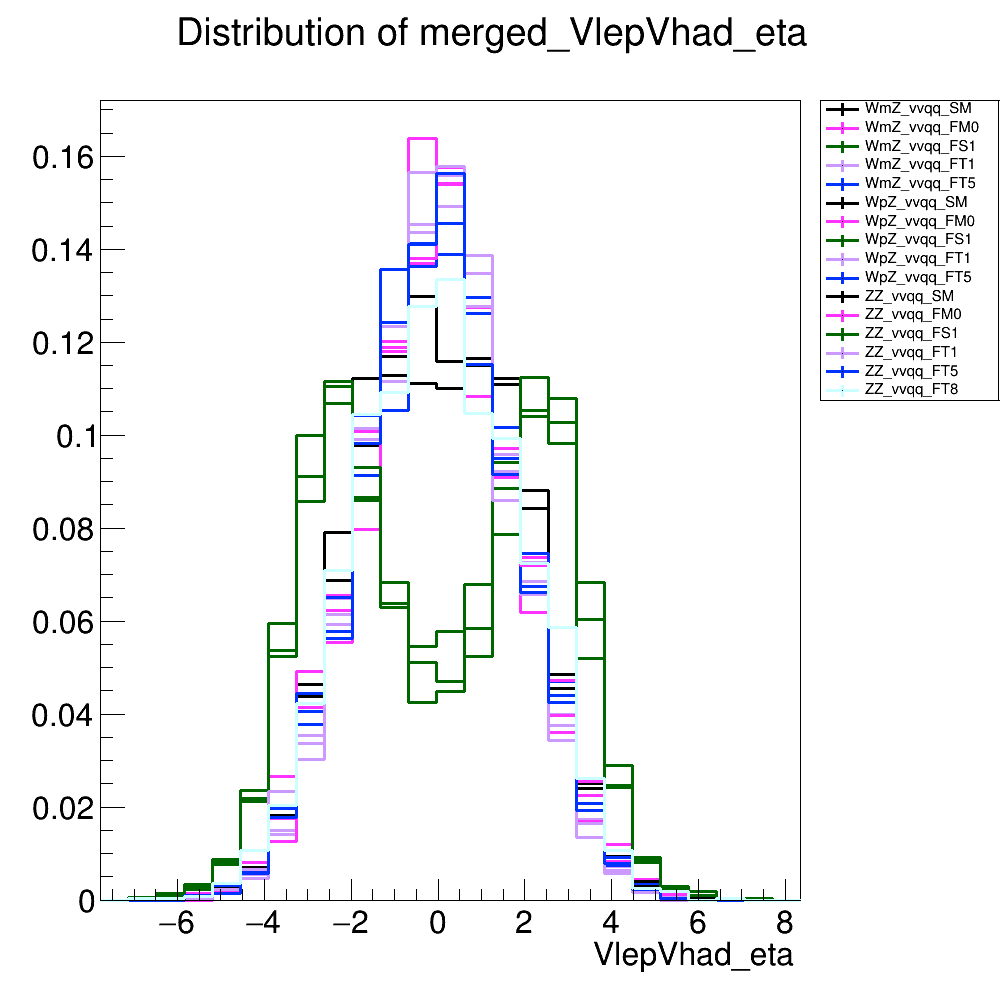 Distribution of merged_VlepVhad_eta
WmZ_vvqq_SM
WmZ_vvqq_FM0
WmZ_vvqq_FS1
WmZ_vvqq_FT1
WmZ_vvqq_FT5
WpZ_vvqq_SM
WpZ_vvqq_FM0
WpZ_vvqq_FS1
WpZ_vvqq_FT1
WpZ_vvqq_FT5
ZZ_vvqq_SM
ZZ_vvqq_FM0
ZZ_vvqq_FS1
ZZ_vvqq_FT1
ZZ_vvqq_FT5
ZZ_vvqq_FT8
0.16
0.14
0.12
0.1
0.08
0.06
0.04
0.02
0
−6 −4 −2 0 2 4 6 8
VlepVhad_eta